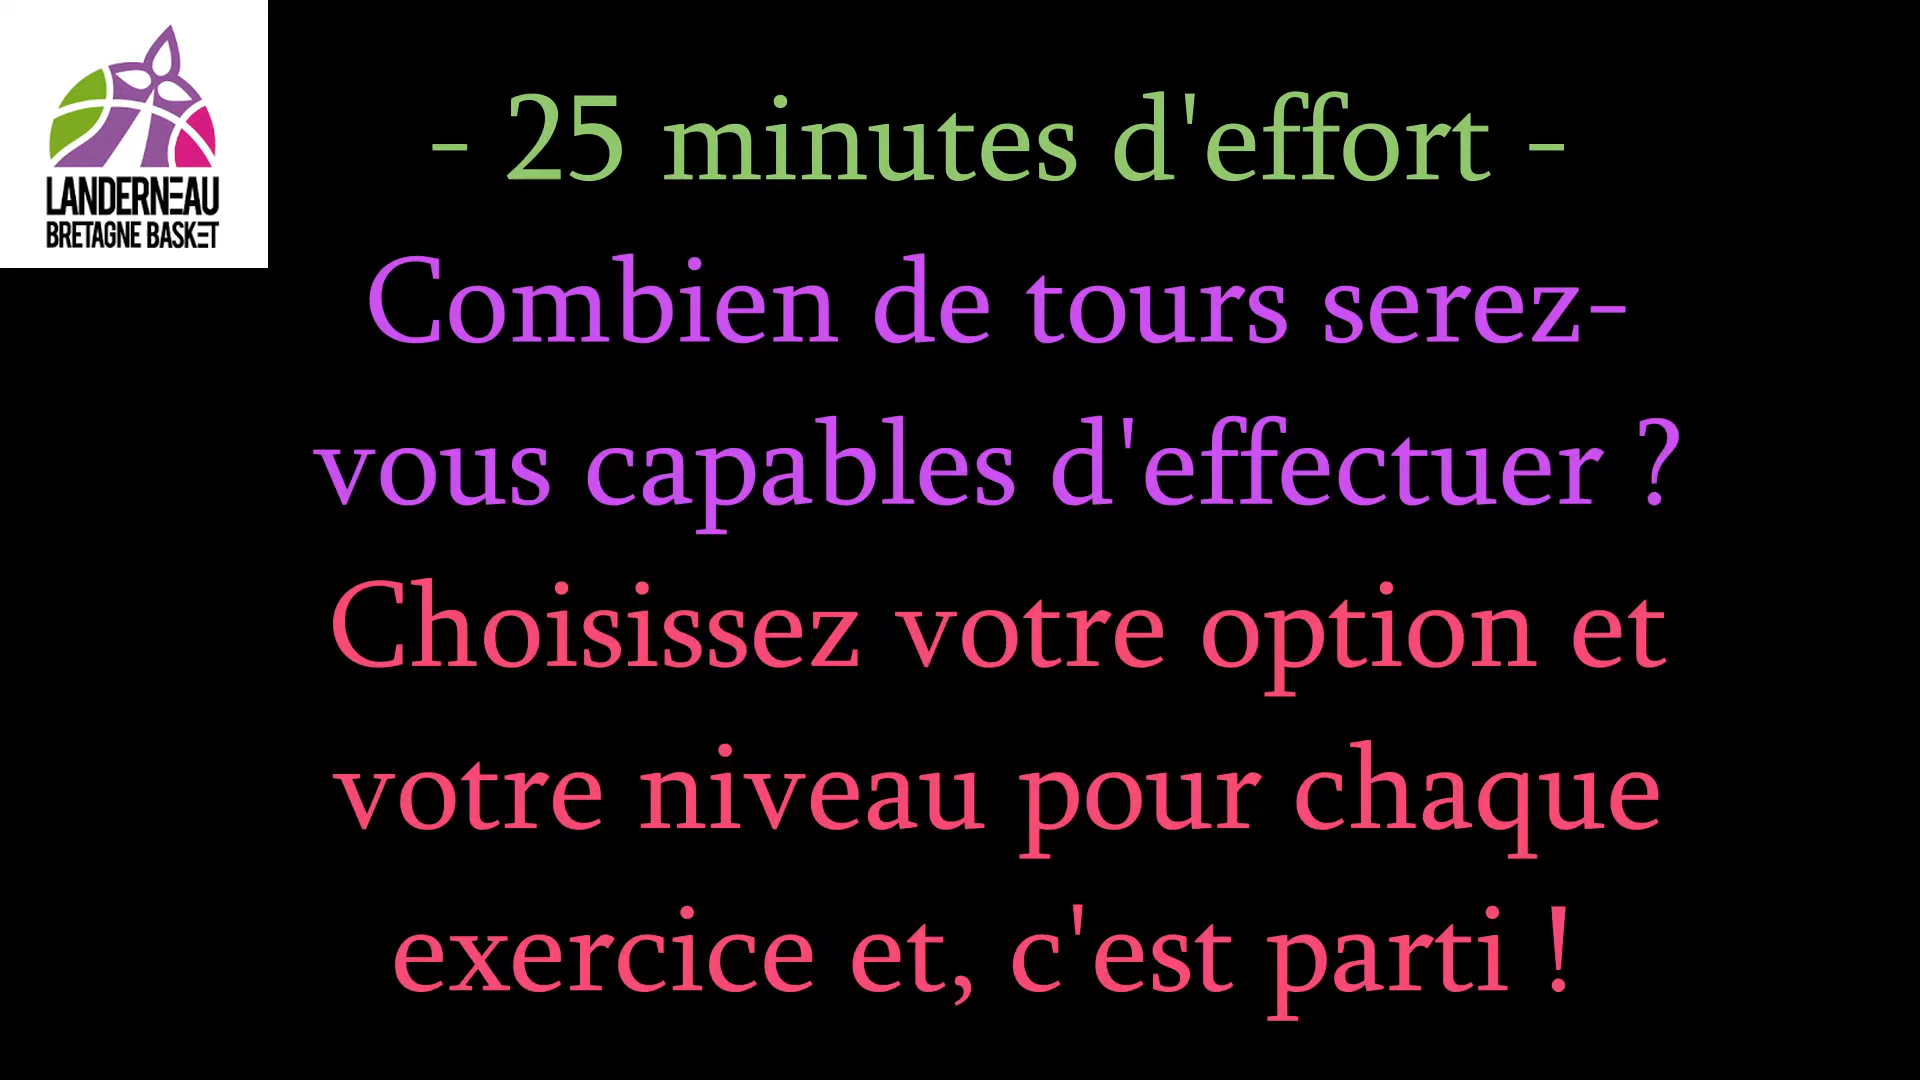 LANDERNEAU
BRETAGNE BASKET
- 25 minutes d'effort -
Combien de tours serez-
vous capables d'effectuer ?
Choisissez votre option et
votre niveau pour chaque
exercice et, c'est parti !